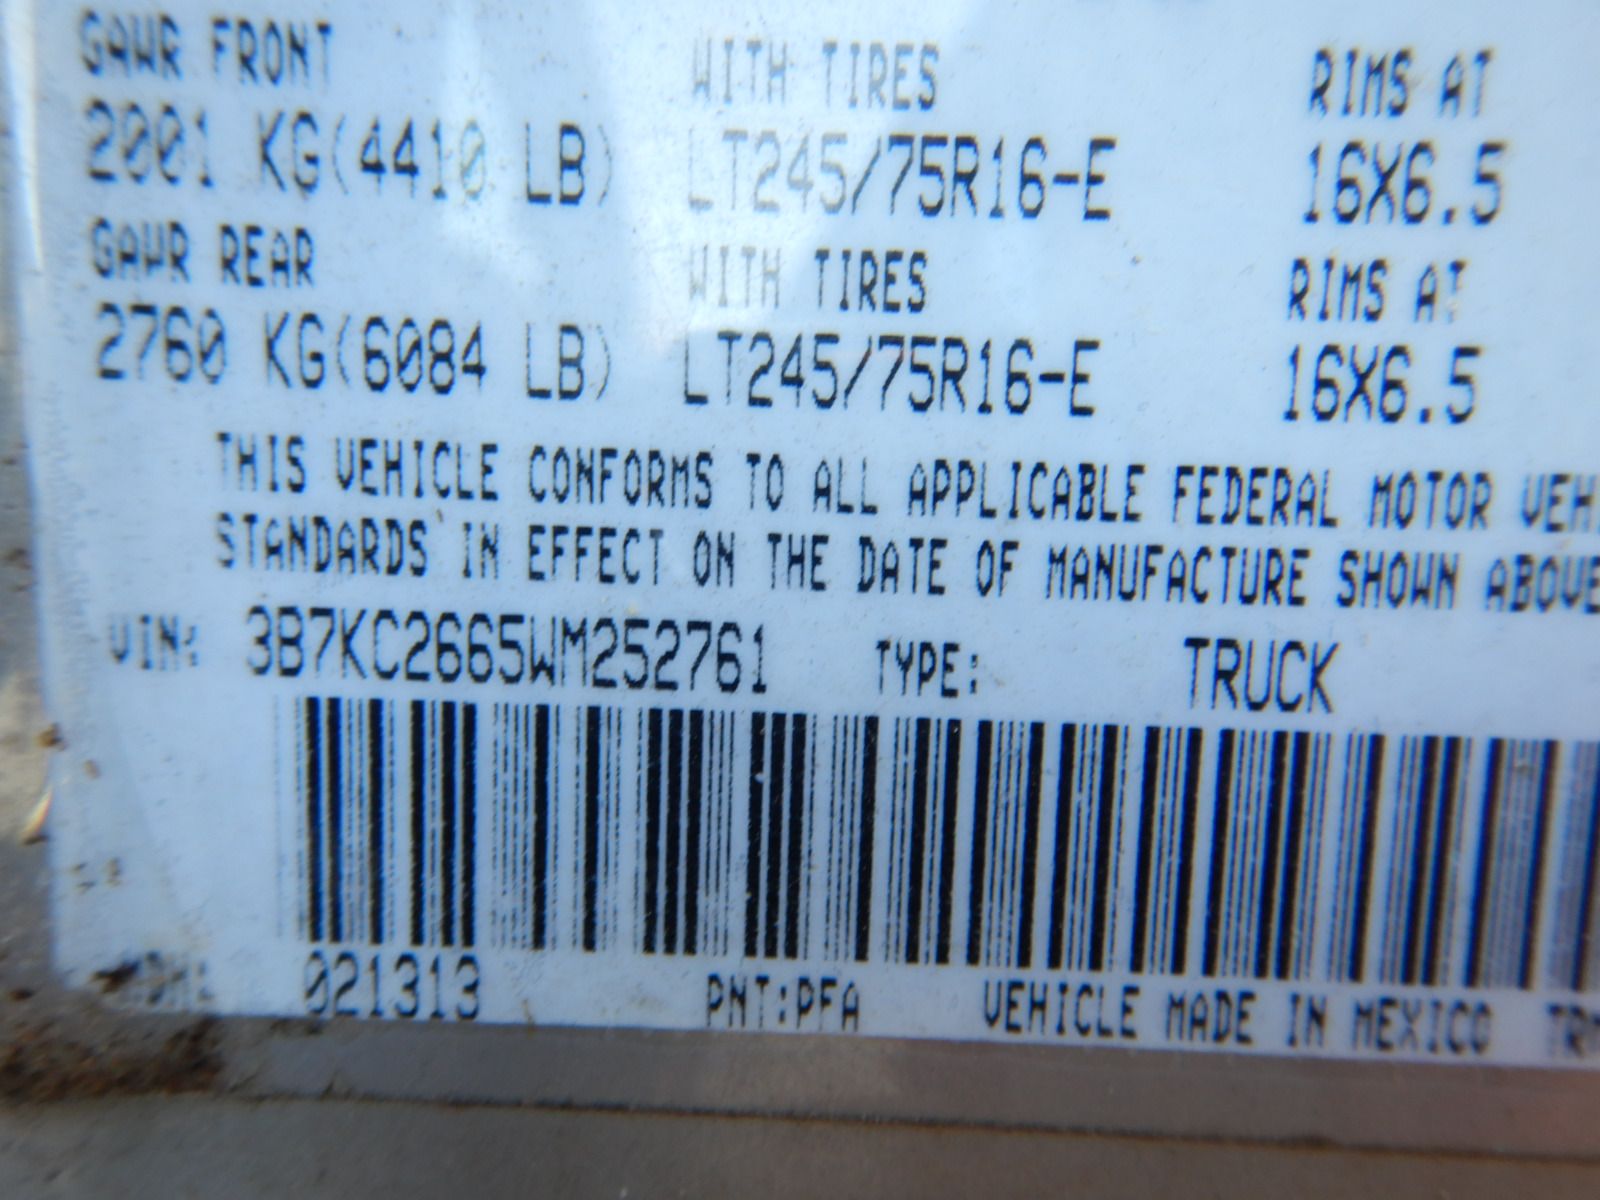 GAWR FRONT WITH TIRES RIMS AT
2001 KG(4410 LB) LT245/75R16-E 16X6.5
GAWR REAR WITH TIRES RIMS AT
2760 KG(6084 LB) LT245/75R16-E 16X6.5
THIS VEHICLE CONFORMS TO ALL APPLICABLE FEDERAL MOTOR VEH
STANDARDS IN EFFECT ON THE DATE OF MANUFACTURE SHOWN ABOVE
VIN: 3B7KC2665WM252761 TYPE: TRUCK
021313 PNT:PFA VEHICLE MADE IN MEXICO